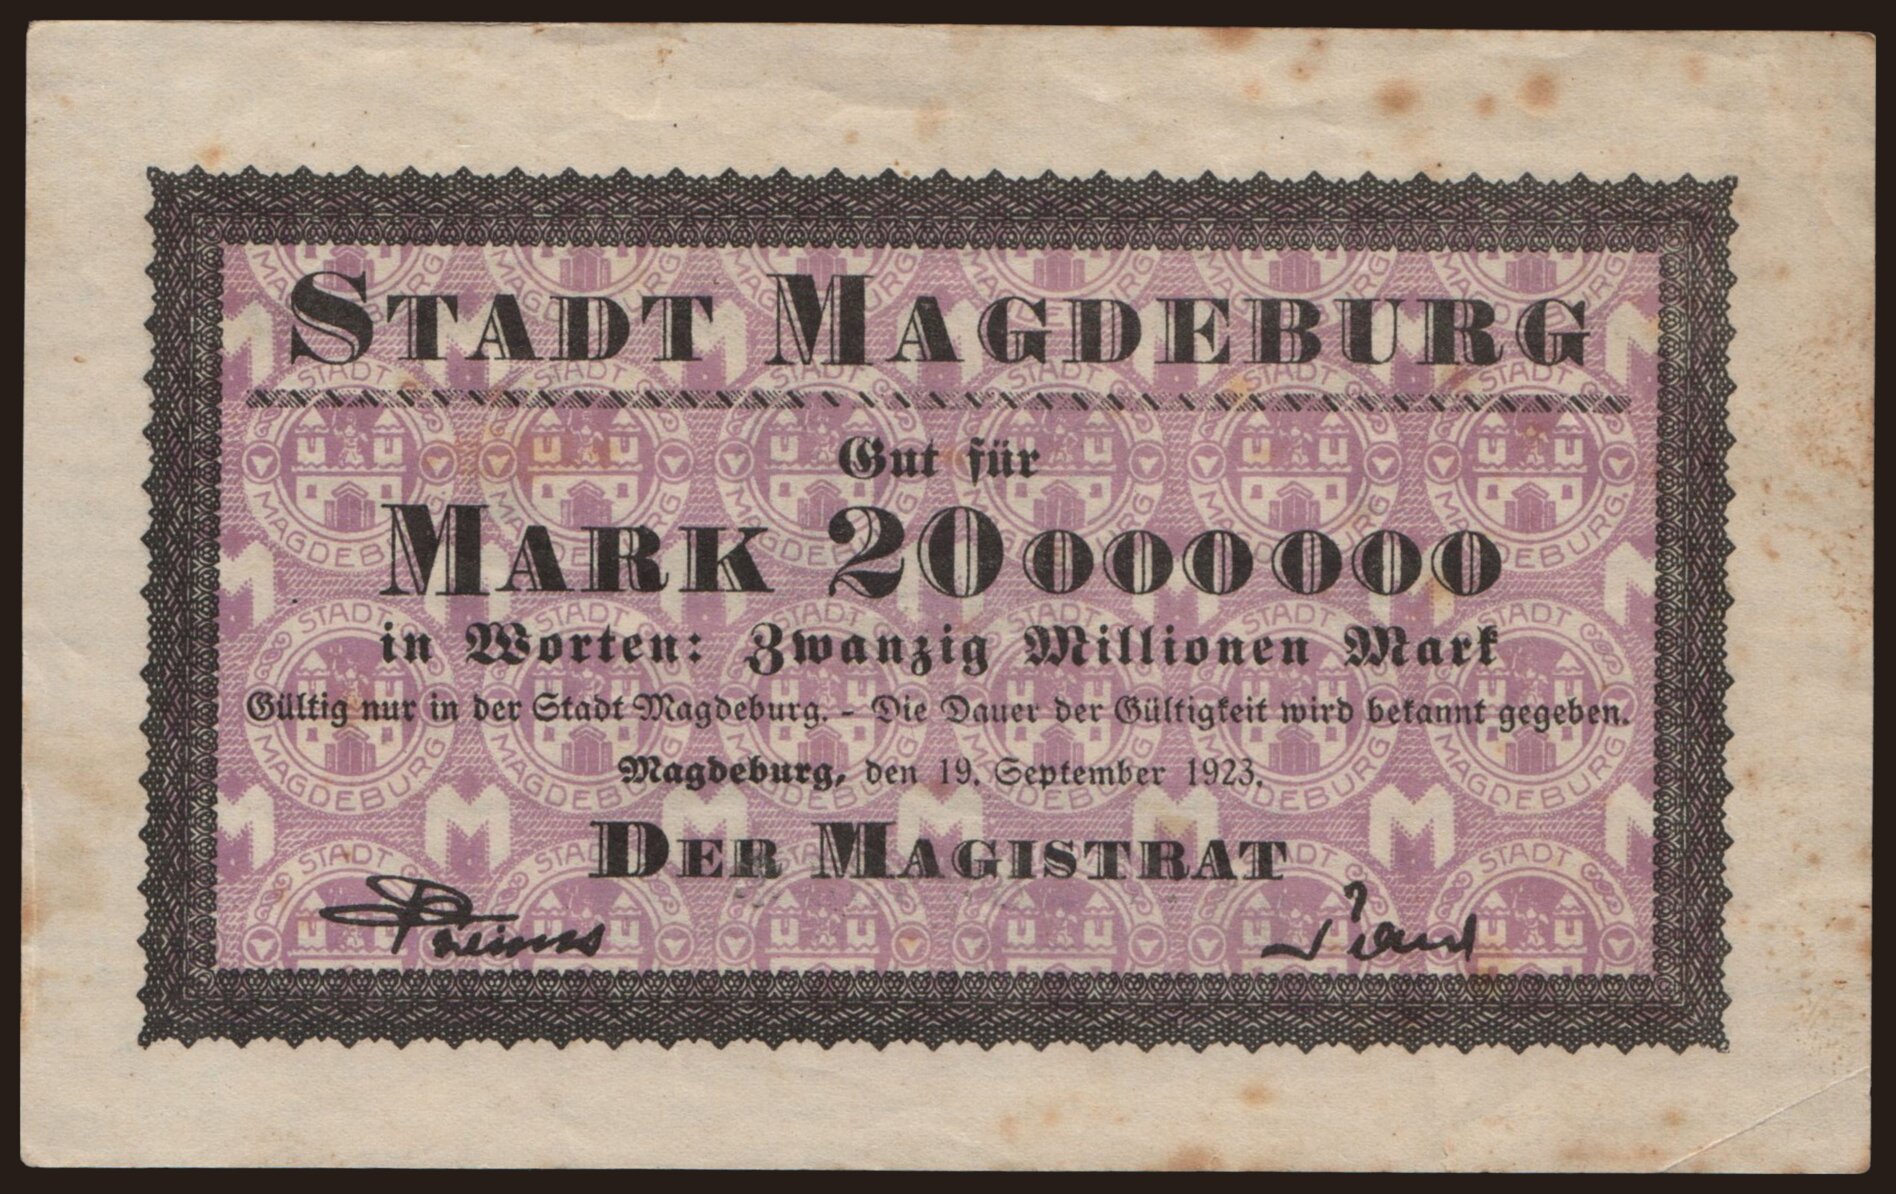 STADT MAGDEBURG
Gut für
MARK 20000000
in Worten: Zwanzig Millionen Mark
Gültig nur in der Stadt Magdeburg. - Die Dauer der Gültigkeit wird bekannt gegeben.
Magdeburg, den 19. September 1923.
DER MAGISTRAT